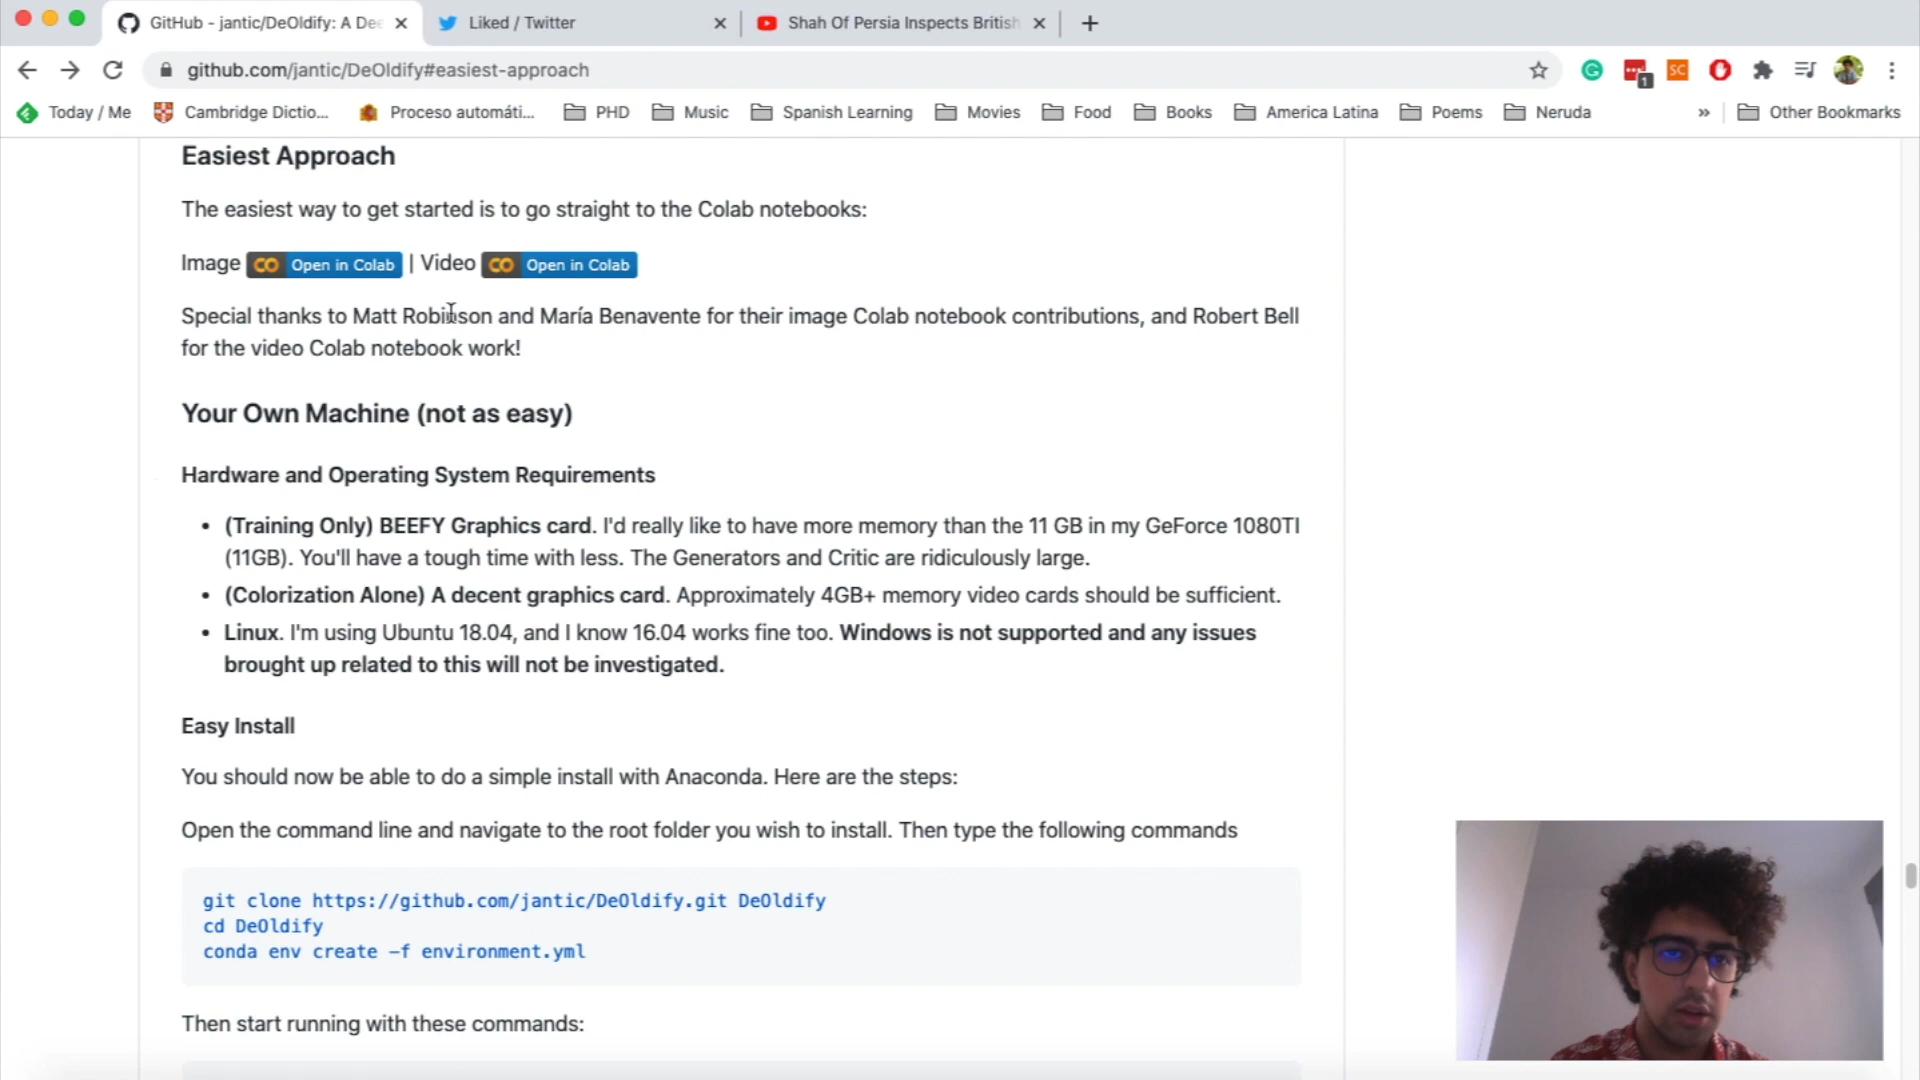 GitHub - jantic/DeOldify: A Dee
Liked / Twitter
Shah Of Persia Inspects British
github.com/jantic/DeOldify#easiest-approach
SC
1
Today / Me
Cambridge Dictio...
Proceso automáti...
PHD
Music
Spanish Learning
Movies
Food
Books
America Latina
Poems
Neruda
»
Other Bookmarks
Easiest Approach
The easiest way to get started is to go straight to the Colab notebooks:
Image CO Open in Colab | Video CO Open in Colab
Special thanks to Matt Robinson and María Benavente for their image Colab notebook contributions, and Robert Bell
for the video Colab notebook work!
Your Own Machine (not as easy)
Hardware and Operating System Requirements
• (Training Only) BEEFY Graphics card. I'd really like to have more memory than the 11 GB in my GeForce 1080TI
(11GB). You'll have a tough time with less. The Generators and Critic are ridiculously large.
• (Colorization Alone) A decent graphics card. Approximately 4GB+ memory video cards should be sufficient.
• Linux. I'm using Ubuntu 18.04, and I know 16.04 works fine too. Windows is not supported and any issues
brought up related to this will not be investigated.
Easy Install
You should now be able to do a simple install with Anaconda. Here are the steps:
Open the command line and navigate to the root folder you wish to install. Then type the following commands
git clone https://github.com/jantic/DeOldify.git DeOldify
cd DeOldify
conda env create -f environment.yml
Then start running with these commands: